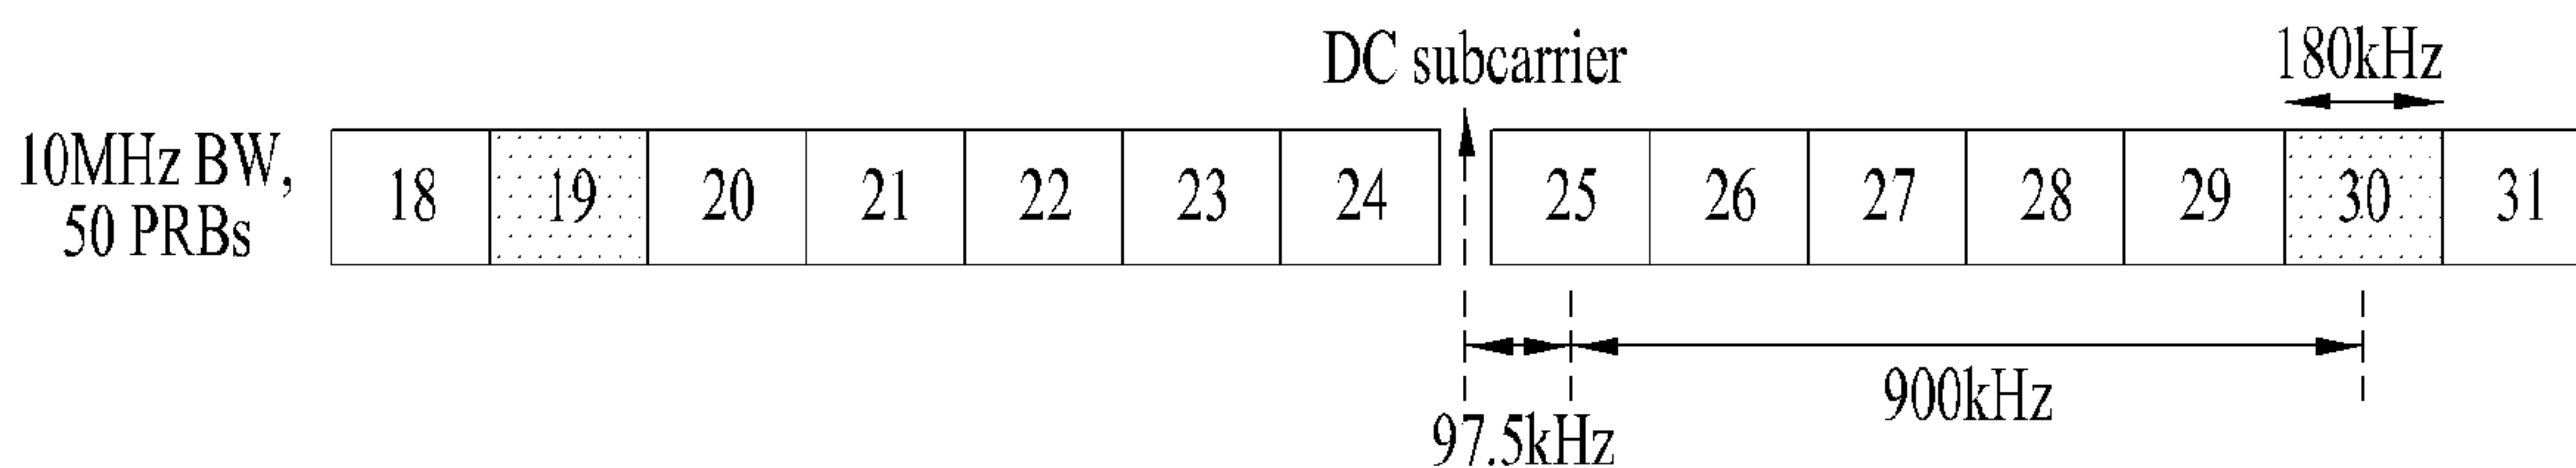 DC subcarrier
180kHz
10MHz BW,
50 PRBs
18 19 20 21 22 23 24 25 26 27 28 29 30 31
900kHz
97.5kHz